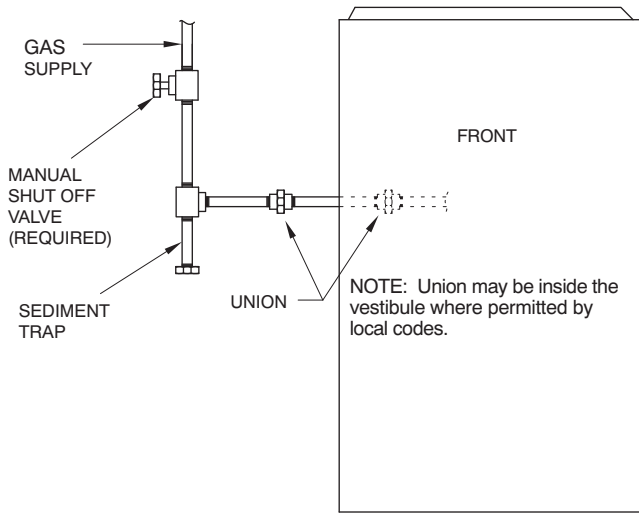 GAS
SUPPLY
FRONT
MANUAL
SHUT OFF
VALVE
(REQUIRED)
SEDIMENT
TRAP
UNION
NOTE: Union may be inside the
vestibule where permitted by
local codes.